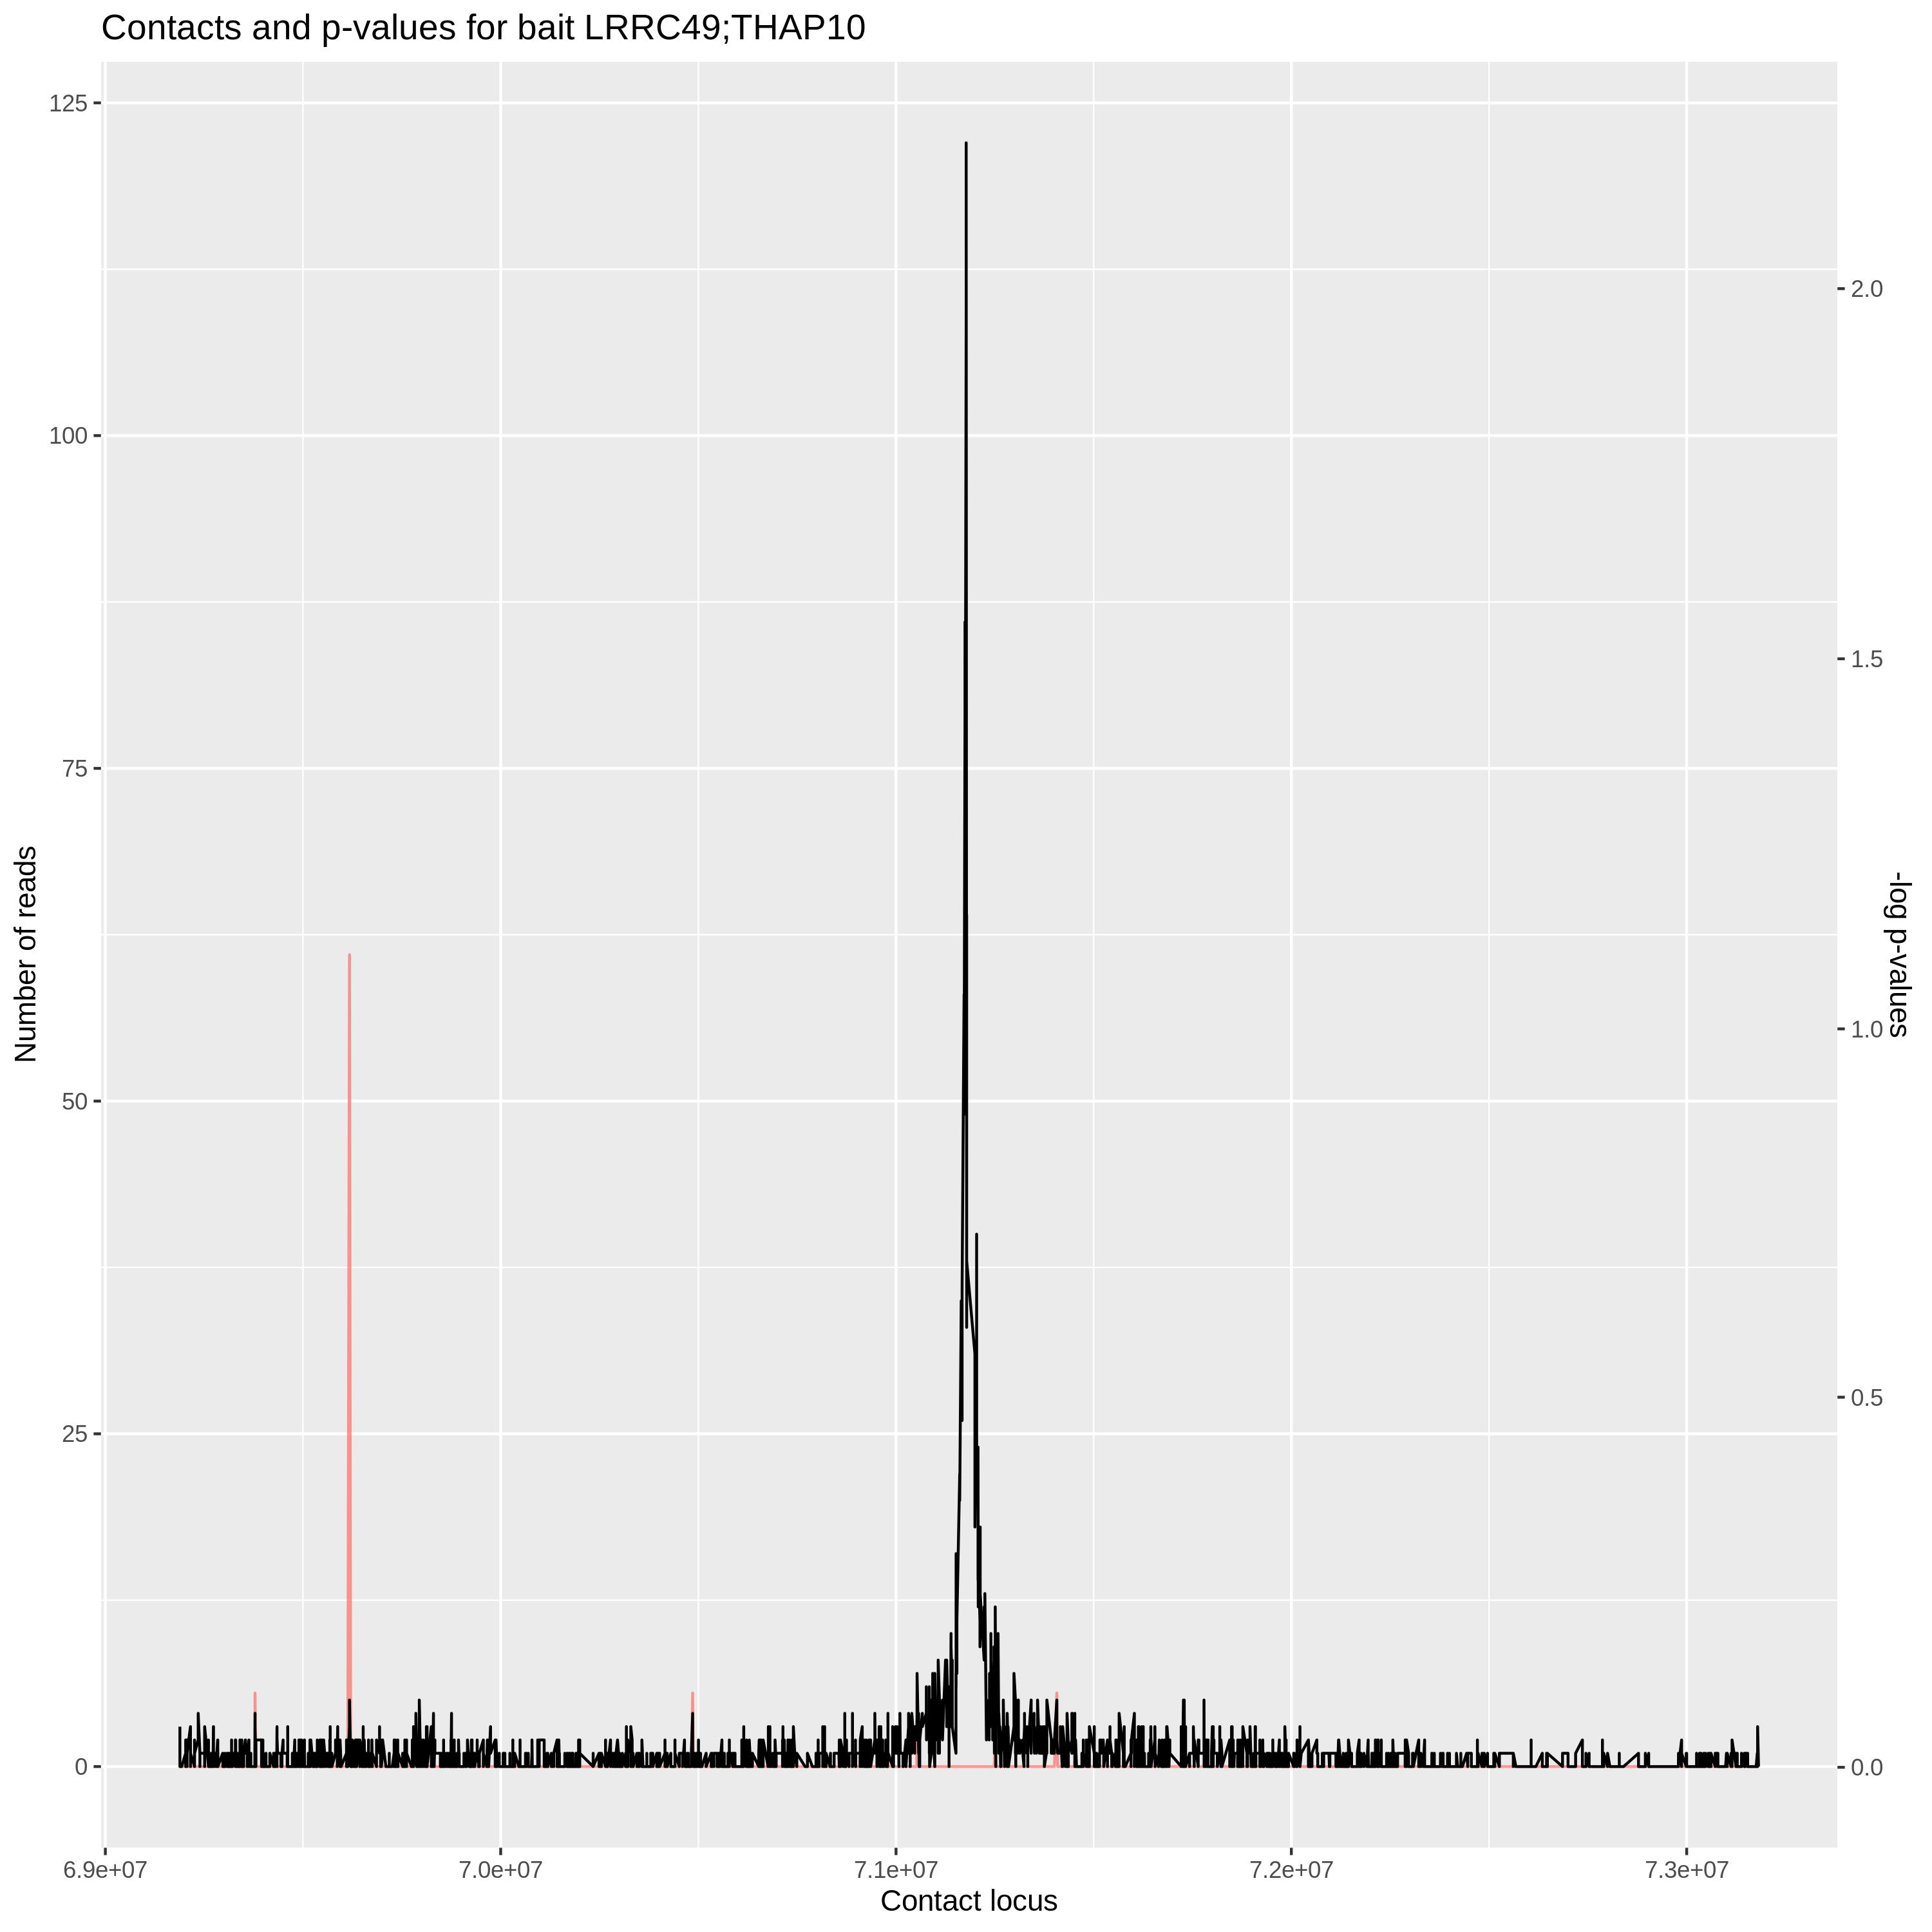 Contacts and p-values for bait LRRC49;THAP10
125
100
75
50
25
0
Number of reads
2.0
1.5
1.0
0.5
0.0
-log p-values
6.9e+07 7.0e+07 7.1e+07 7.2e+07 7.3e+07
Contact locus